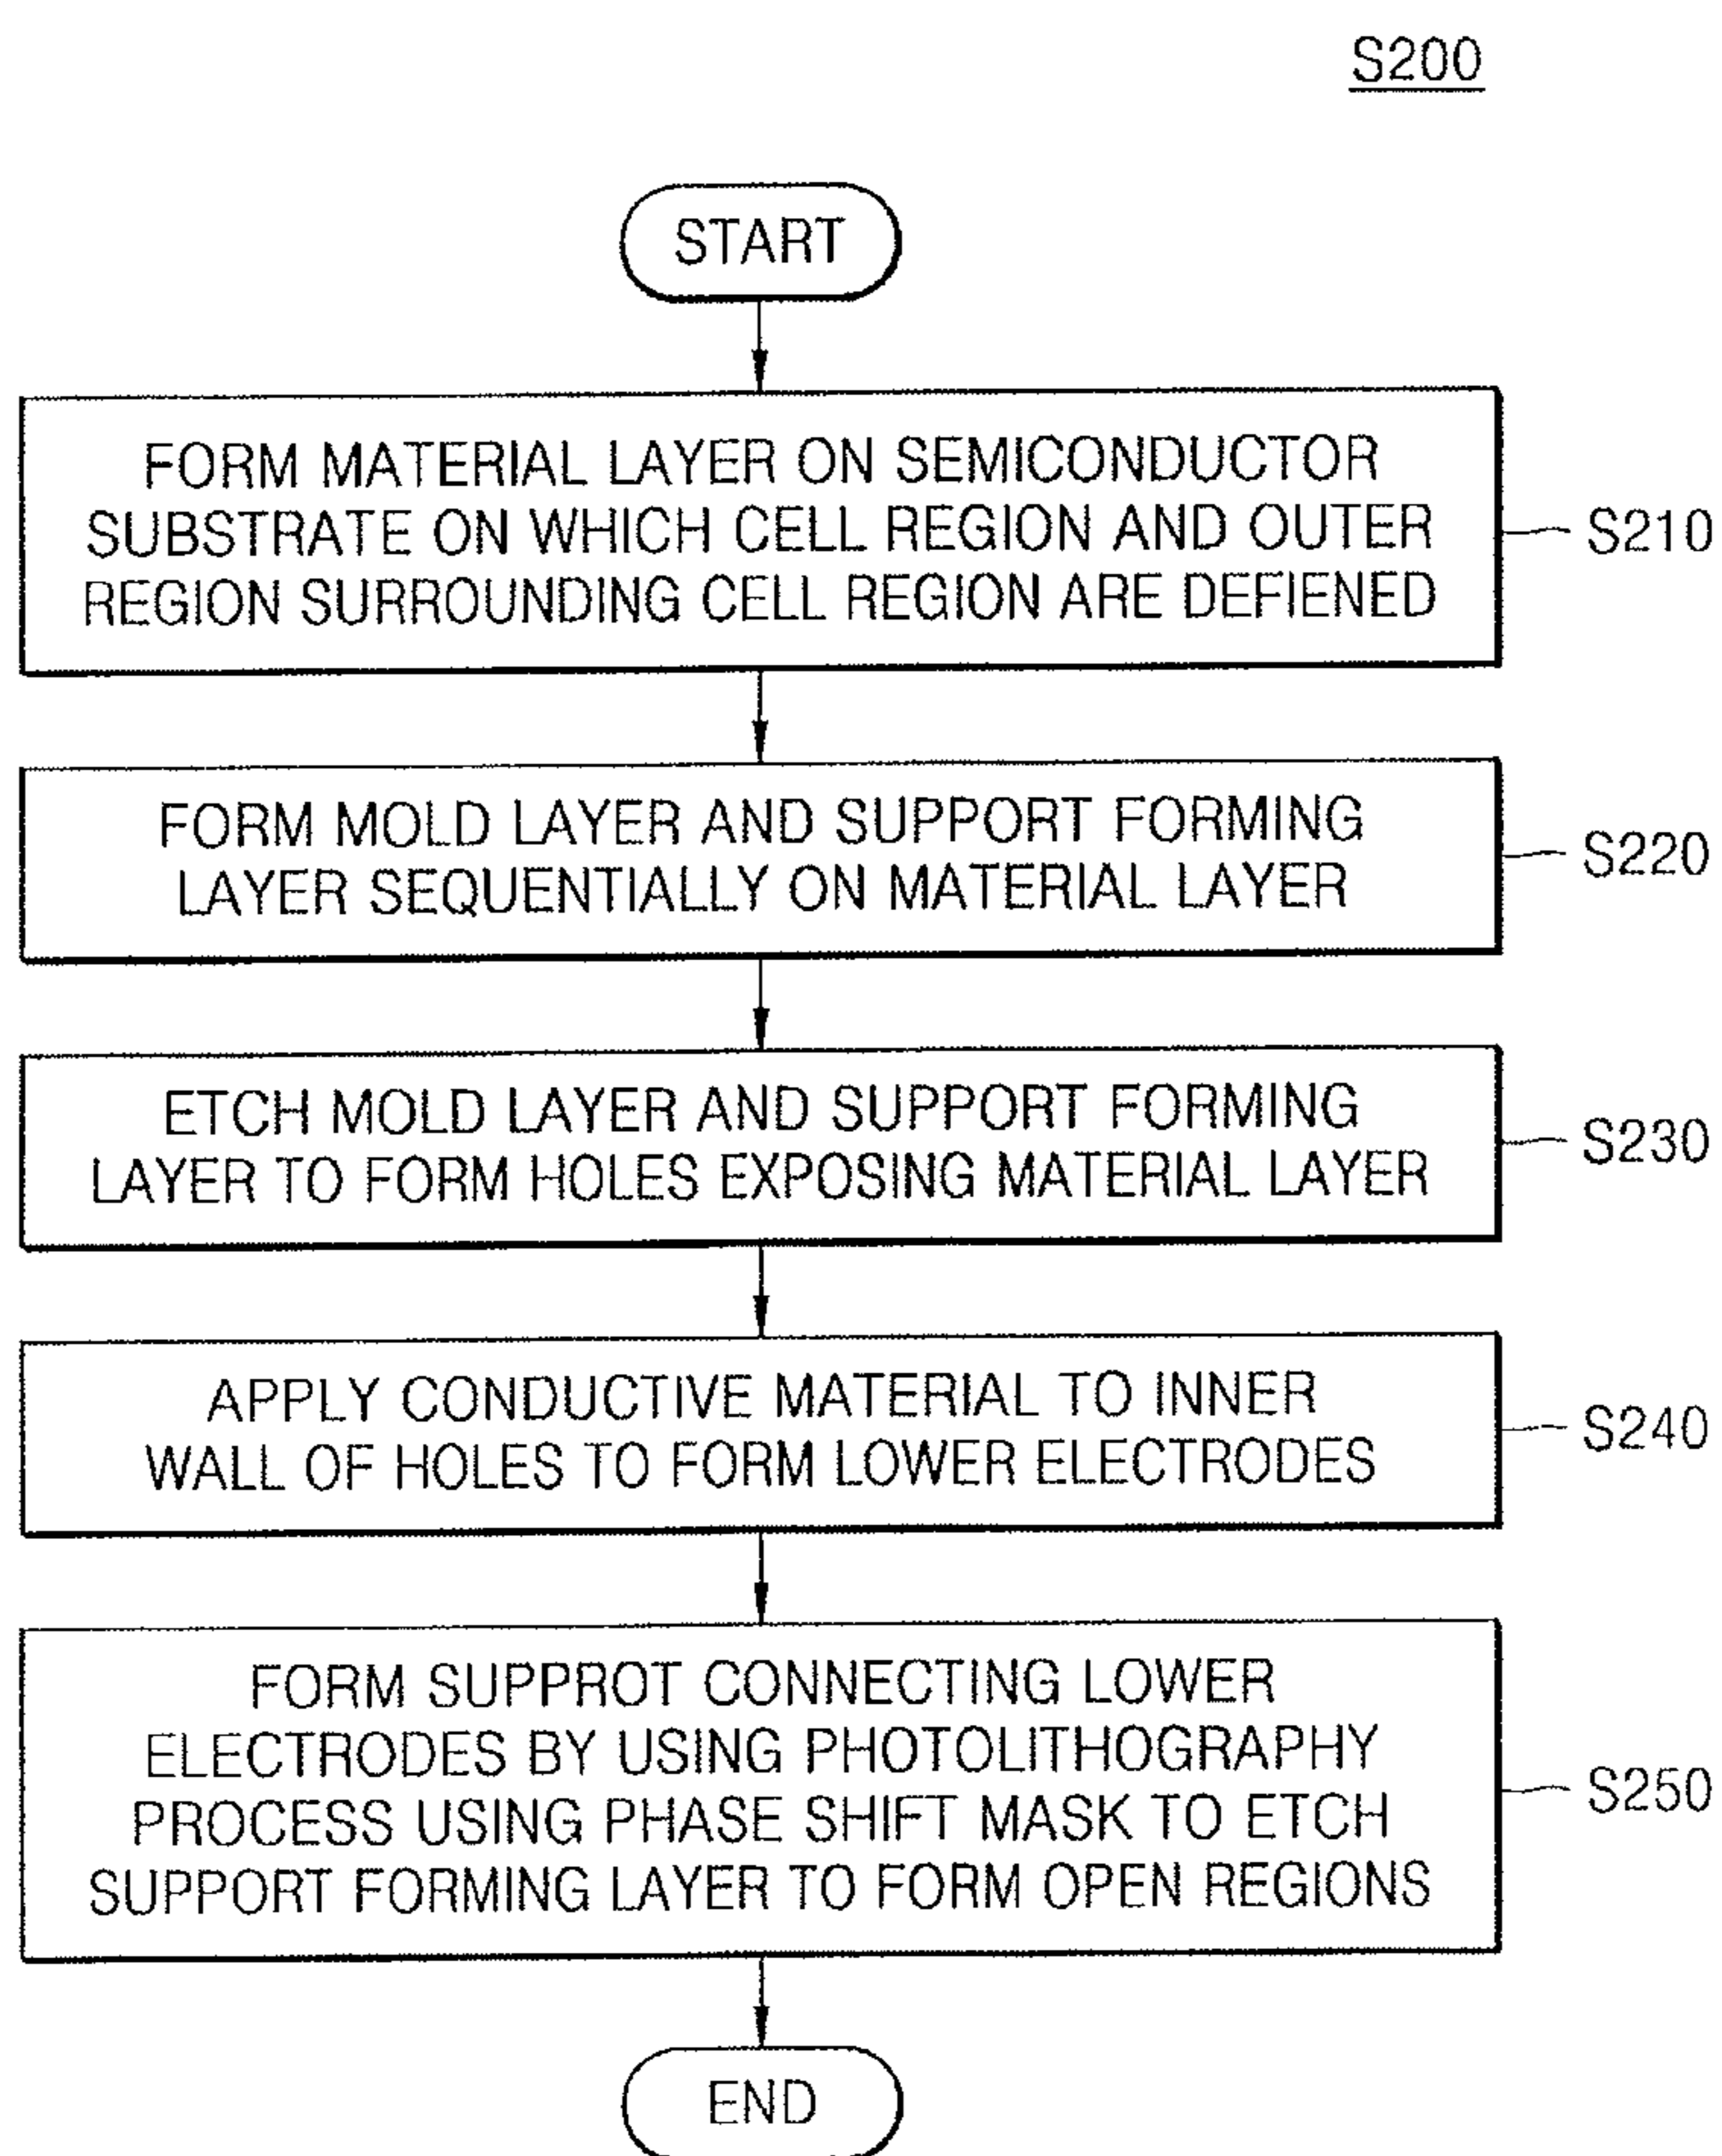 S200
START
FORM MATERIAL LAYER ON SEMICONDUCTOR
SUBSTRATE ON WHICH CELL REGION AND OUTER
REGION SURROUNDING CELL REGION ARE DEFIENED
S210
FORM MOLD LAYER AND SUPPORT FORMING
LAYER SEQUENTIALLY ON MATERIAL LAYER
S220
ETCH MOLD LAYER AND SUPPORT FORMING
LAYER TO FORM HOLES EXPOSING MATERIAL LAYER
S230
APPLY CONDUCTIVE MATERIAL TO INNER
WALL OF HOLES TO FORM LOWER ELECTRODES
S240
FORM SUPPROT CONNECTING LOWER
ELECTRODES BY USING PHOTOLITHOGRAPHY
PROCESS USING PHASE SHIFT MASK TO ETCH
SUPPORT FORMING LAYER TO FORM OPEN REGIONS
S250
END